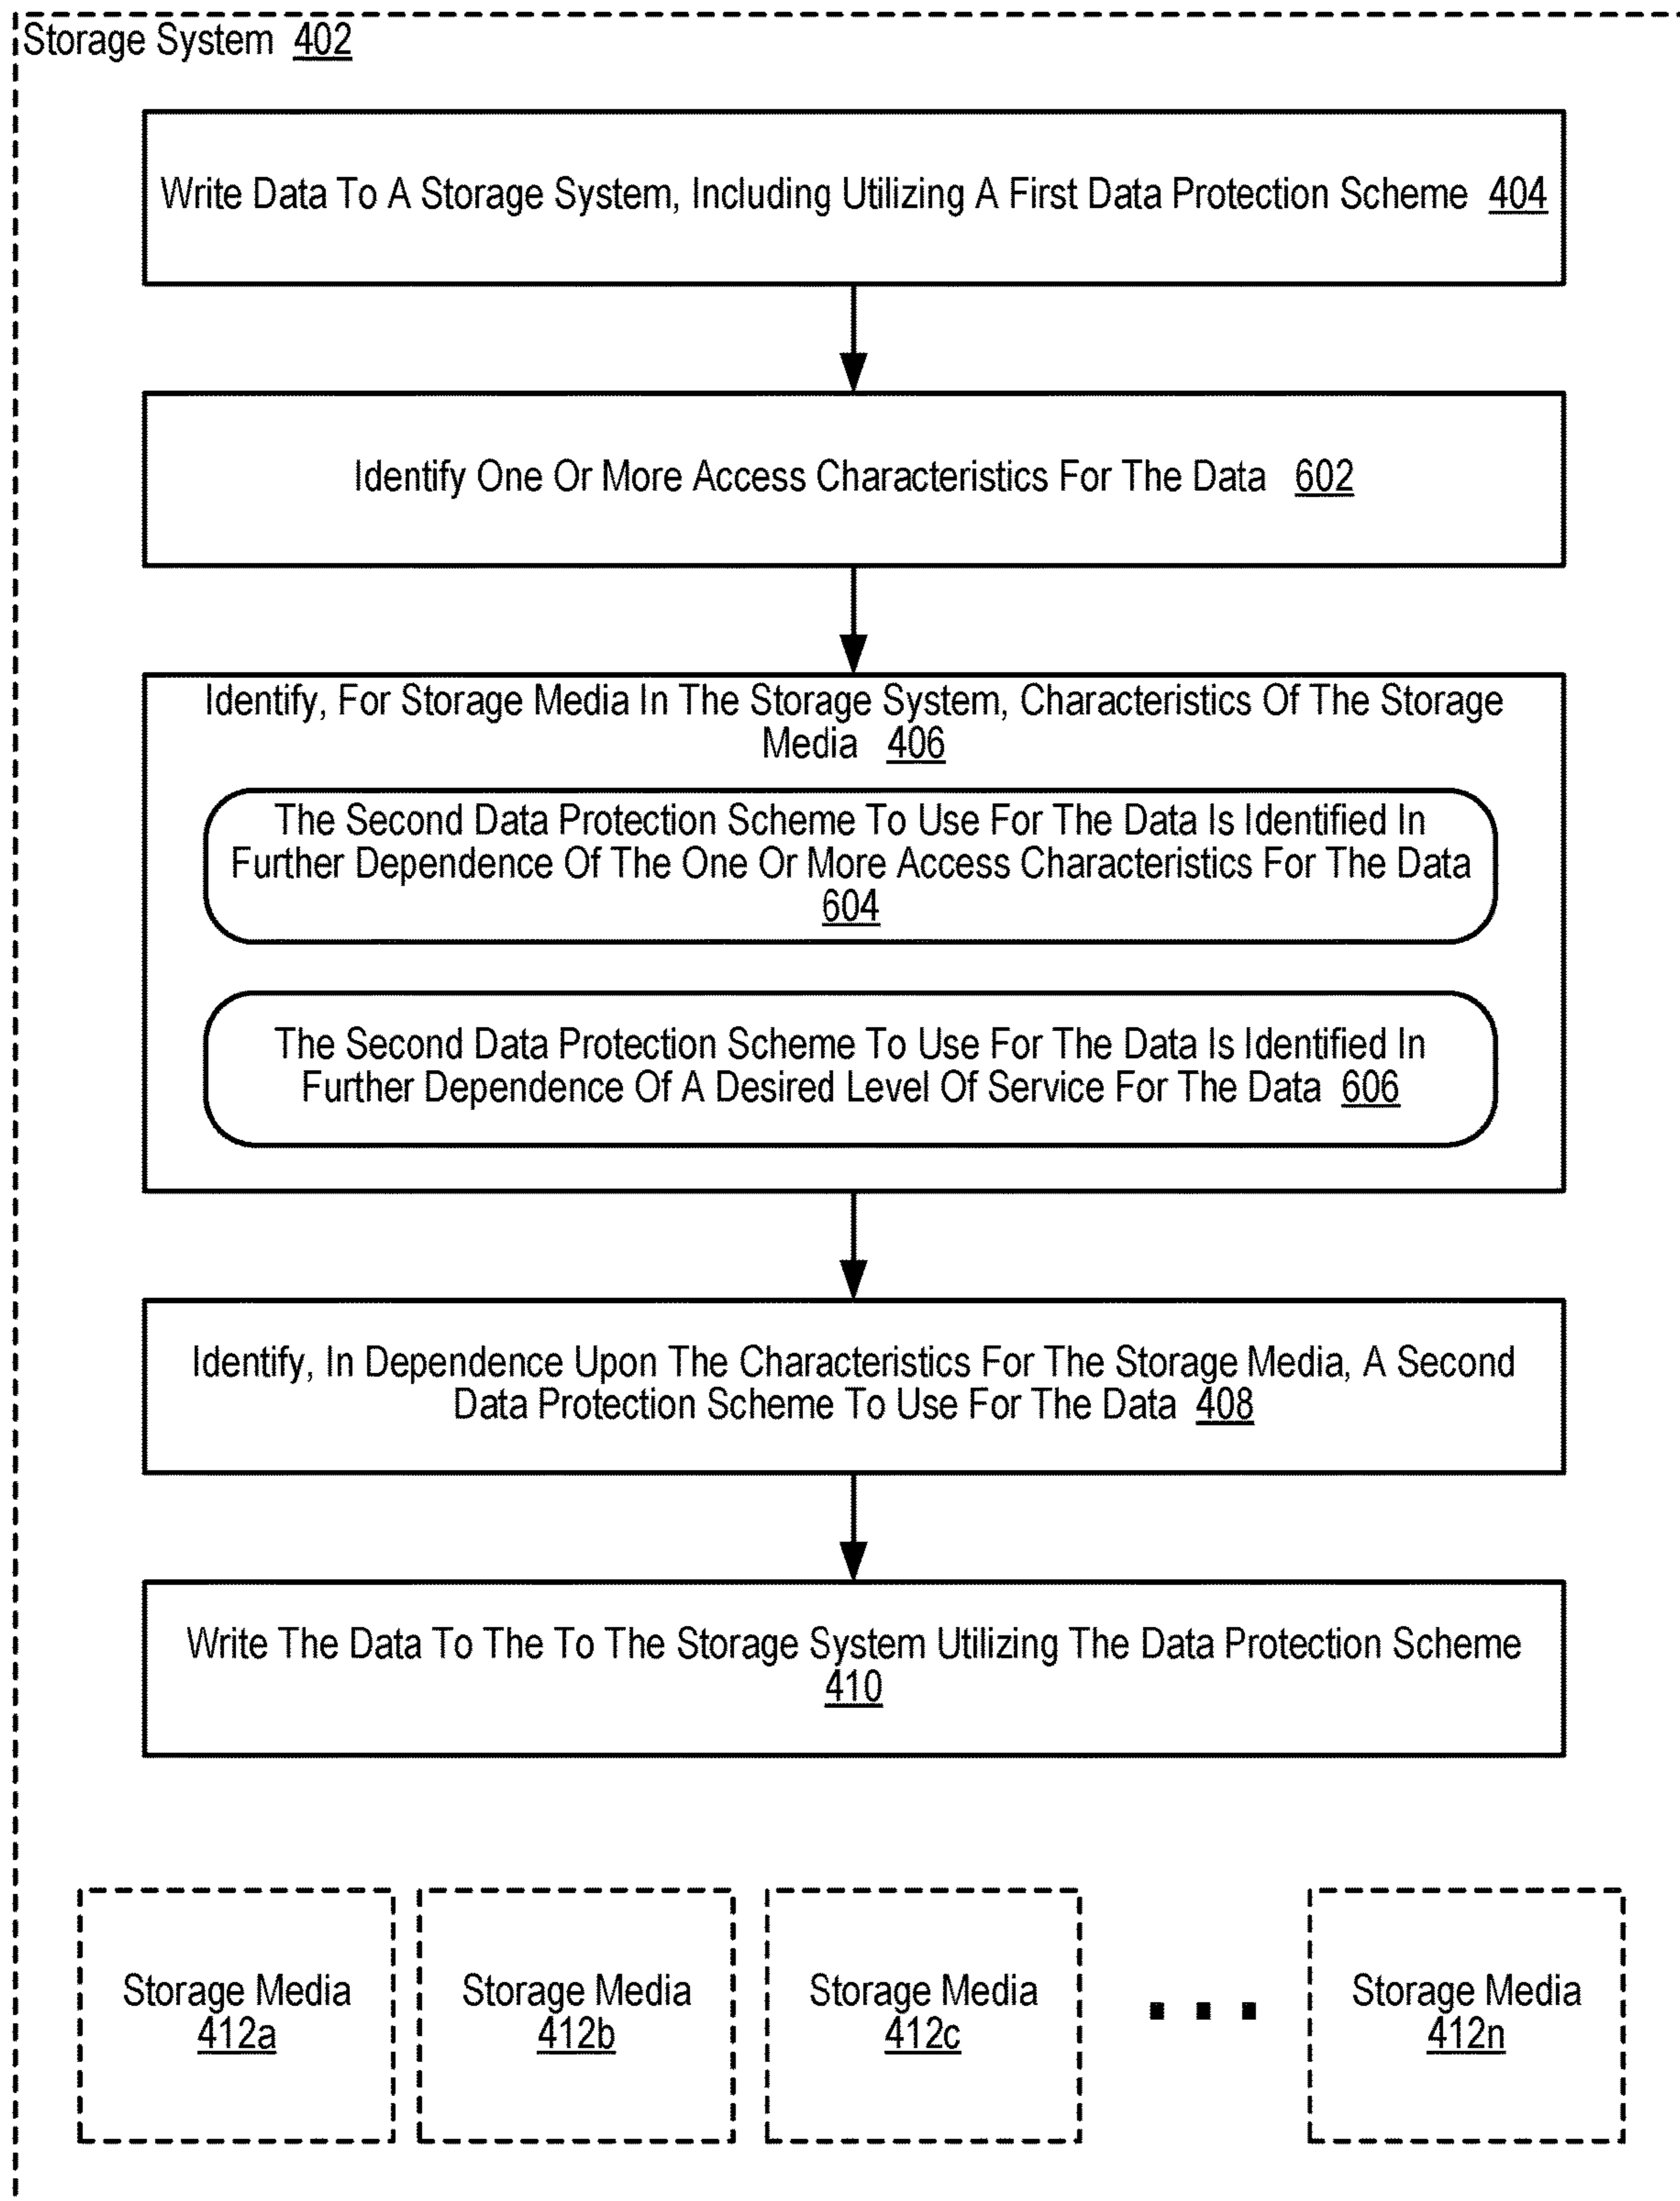 Storage System 402
Write Data To A Storage System, Including Utilizing A First Data Protection Scheme 404
Identify One Or More Access Characteristics For The Data 602
Identify, For Storage Media In The Storage System, Characteristics Of The Storage
Media 406
The Second Data Protection Scheme To Use For The Data Is Identified In
Further Dependence Of The One Or More Access Characteristics For The Data
604
The Second Data Protection Scheme To Use For The Data Is Identified In
Further Dependence Of A Desired Level Of Service For The Data 606
Identify, In Dependence Upon The Characteristics For The Storage Media, A Second
Data Protection Scheme To Use For The Data 408
Write The Data To The To The Storage System Utilizing The Data Protection Scheme
410
Storage Media
412a
Storage Media
412b
Storage Media
412c
Storage Media
412n